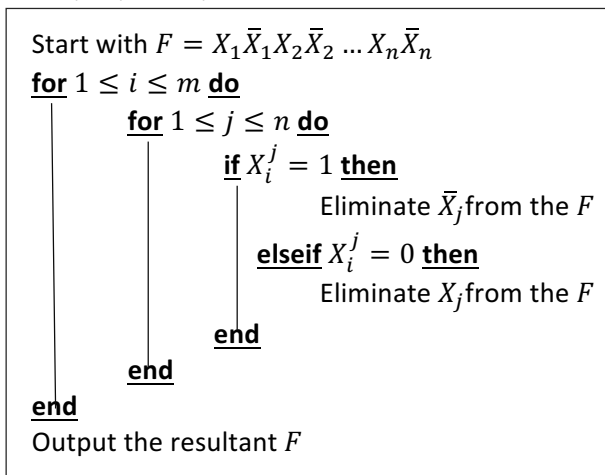 Start with 𝐹 = 𝑋₁𝑋̄₁𝑋₂𝑋̄₂ … 𝑋ₙ𝑋̄ₙ
for 1 ≤ 𝑖 ≤ 𝑚 do
for 1 ≤ 𝑗 ≤ 𝑛 do
if 𝑋ᵢʲ = 1 then
Eliminate 𝑋̄ⱼ from the 𝐹
elseif 𝑋ᵢʲ = 0 then
Eliminate 𝑋ⱼ from the 𝐹
end
end
end
Output the resultant 𝐹